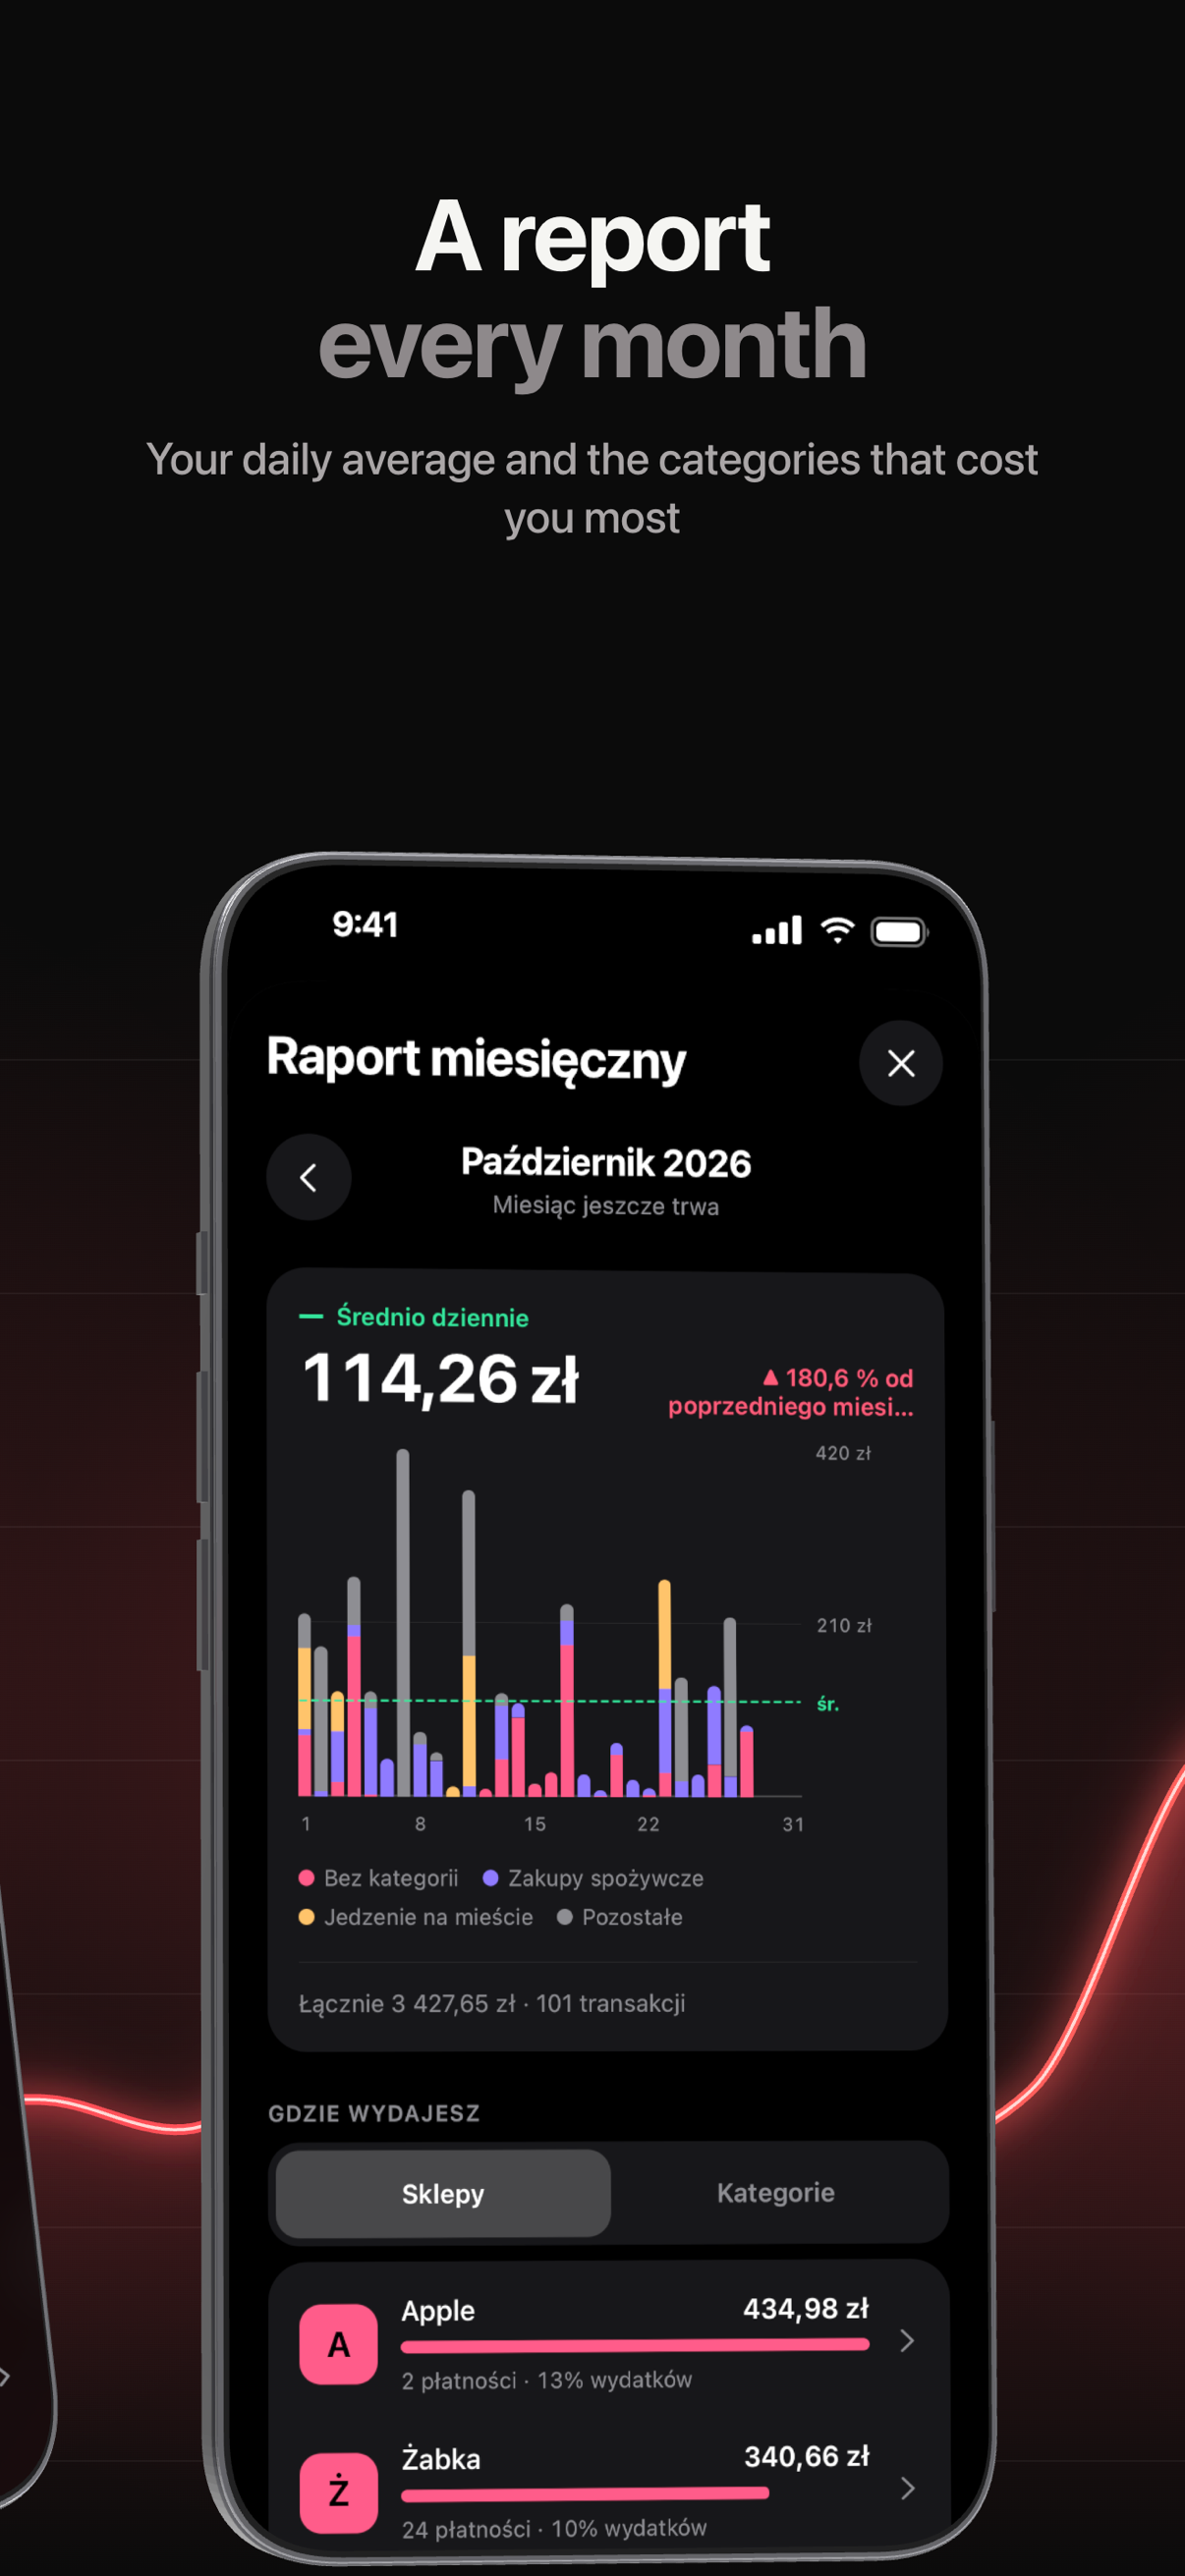 A report
every month
Your daily average and the categories that cost
you most
9:41
Raport miesięczny
Październik 2026
Miesiąc jeszcze trwa
Średnio dziennie
114,26 zł
▲ 180,6 % od
poprzedniego miesi...
420 zł
210 zł
śr.
1 8 15 22 31
Bez kategorii Zakupy spożywcze
Jedzenie na mieście Pozostałe
Łącznie 3 427,65 zł · 101 transakcji
GDZIE WYDAJESZ
Sklepy Kategorie
A
Apple 434,98 zł
2 płatności · 13% wydatków
Ż
Żabka 340,66 zł
24 płatności · 10% wydatków